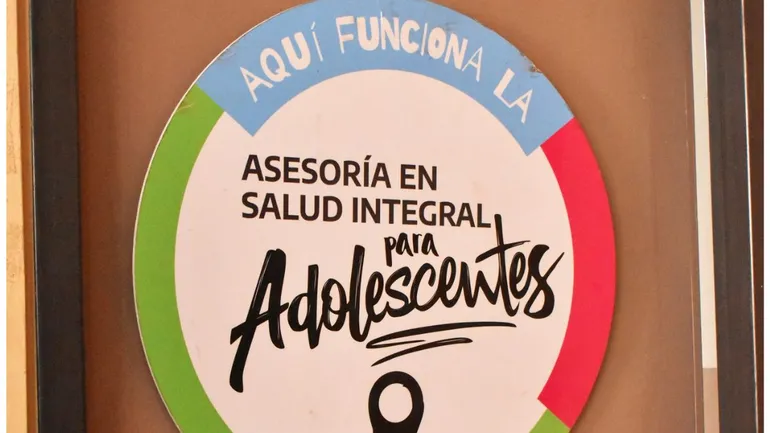 AQUÍ FUNCIONA LA
ASESORÍA EN
SALUD INTEGRAL
para
Adolescentes